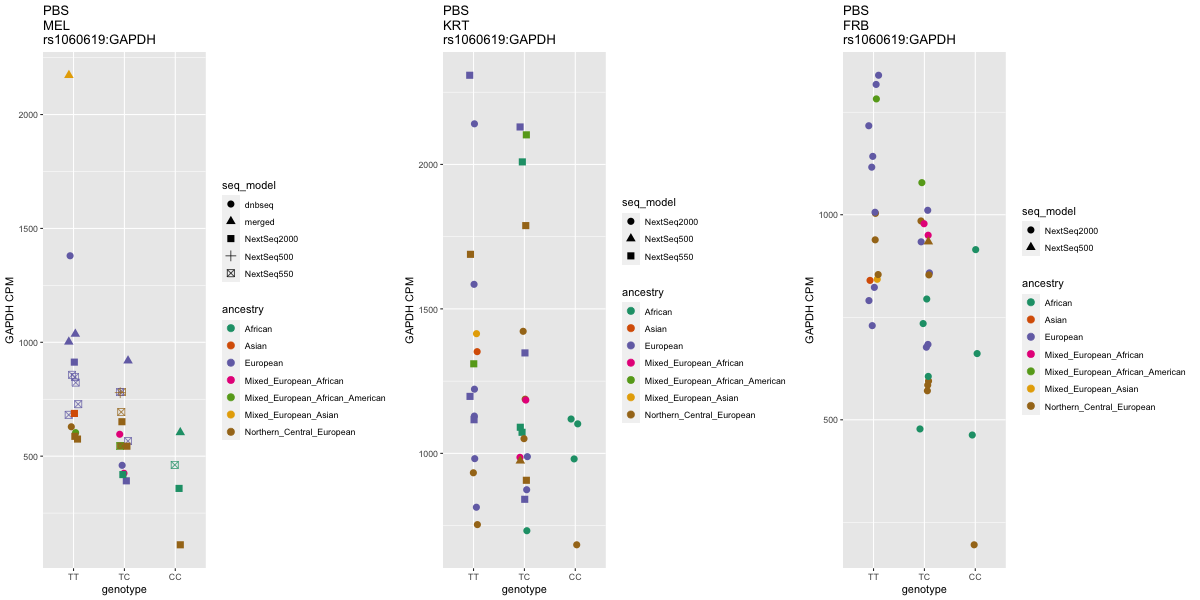 PBS
MEL
rs1060619:GAPDH
GAPDH CPM
2000
1500
1000
500
TT
TC
CC
genotype
seq_model
dnbseq
merged
NextSeq2000
NextSeq500
NextSeq550
ancestry
African
Asian
European
Mixed_European_African
Mixed_European_African_American
Mixed_European_Asian
Northern_Central_European
PBS
KRT
rs1060619:GAPDH
GAPDH CPM
2000
1500
1000
TT
TC
CC
genotype
seq_model
NextSeq2000
NextSeq500
NextSeq550
ancestry
African
Asian
European
Mixed_European_African
Mixed_European_African_American
Mixed_European_Asian
Northern_Central_European
PBS
FRB
rs1060619:GAPDH
GAPDH CPM
1000
500
TT
TC
CC
genotype
seq_model
NextSeq2000
NextSeq500
ancestry
African
Asian
European
Mixed_European_African
Mixed_European_African_American
Mixed_European_Asian
Northern_Central_European